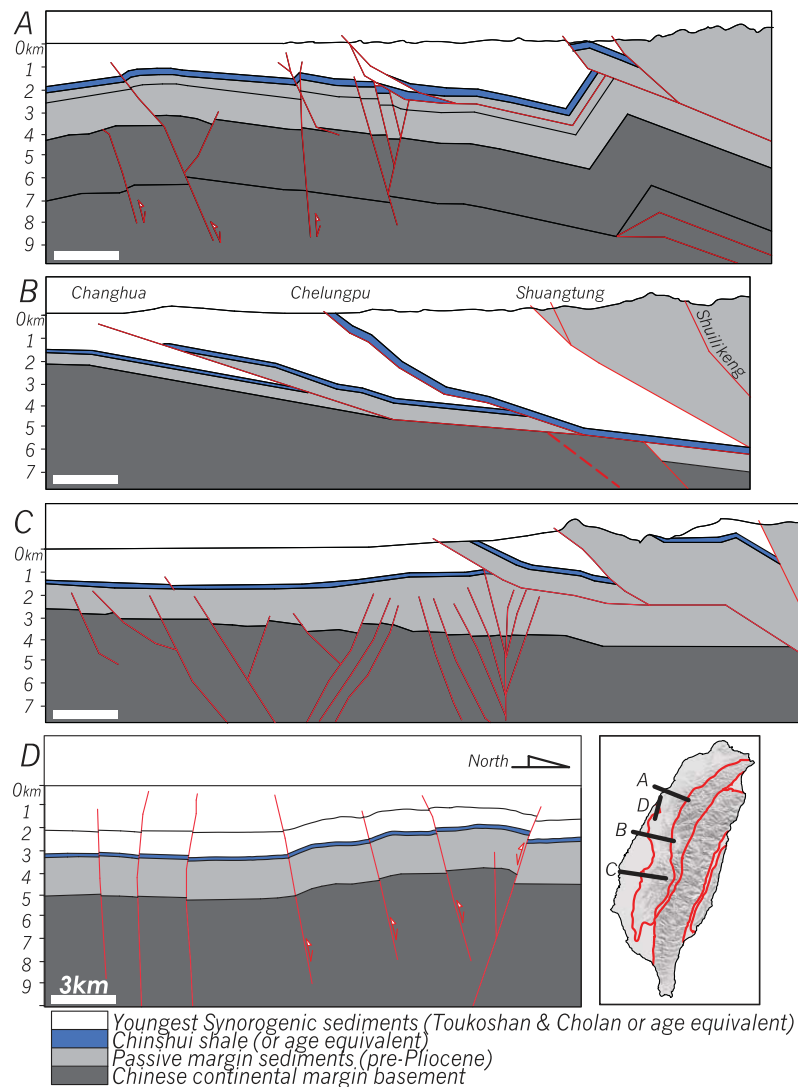 A
0km
1
2
3
4
5
6
7
8
9
B
Changhua
Chelungpu
Shuangtung
Shuilikeng
0km
1
2
3
4
5
6
7
C
0km
1
2
3
4
5
6
7
D
North
0km
1
2
3
4
5
6
7
8
9
3km
A
D
B
C
Youngest Synorogenic sediments (Toukoshan & Cholan or age equivalent)
Chinshui shale (or age equivalent)
Passive margin sediments (pre-Pliocene)
Chinese continental margin basement